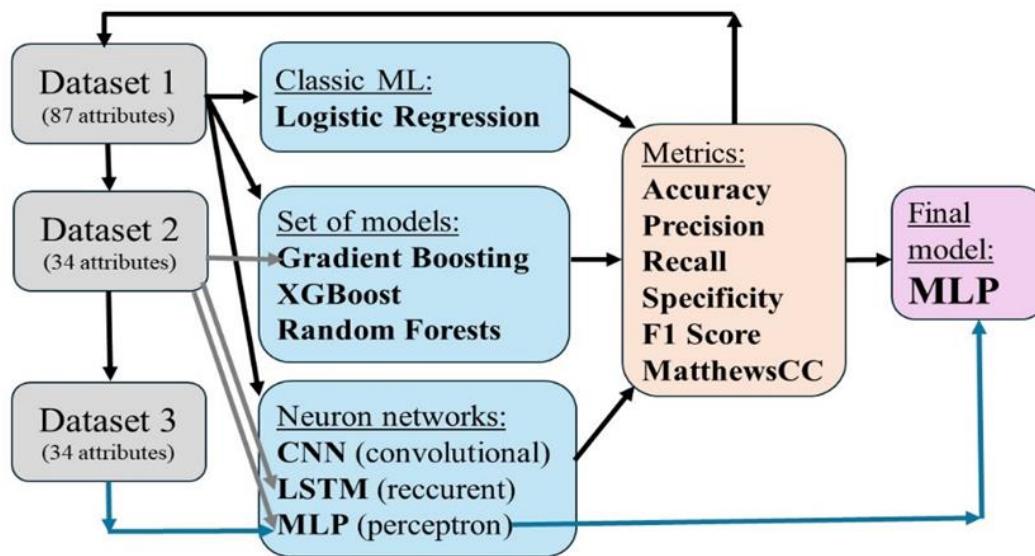 Dataset 1
(87 attributes)
Dataset 2
(34 attributes)
Dataset 3
(34 attributes)
Classic ML:
Logistic Regression
Set of models:
Gradient Boosting
XGBoost
Random Forests
Neuron networks:
CNN (convolutional)
LSTM (reccurent)
MLP (perceptron)
Metrics:
Accuracy
Precision
Recall
Specificity
F1 Score
MatthewsCC
Final
model:
MLP